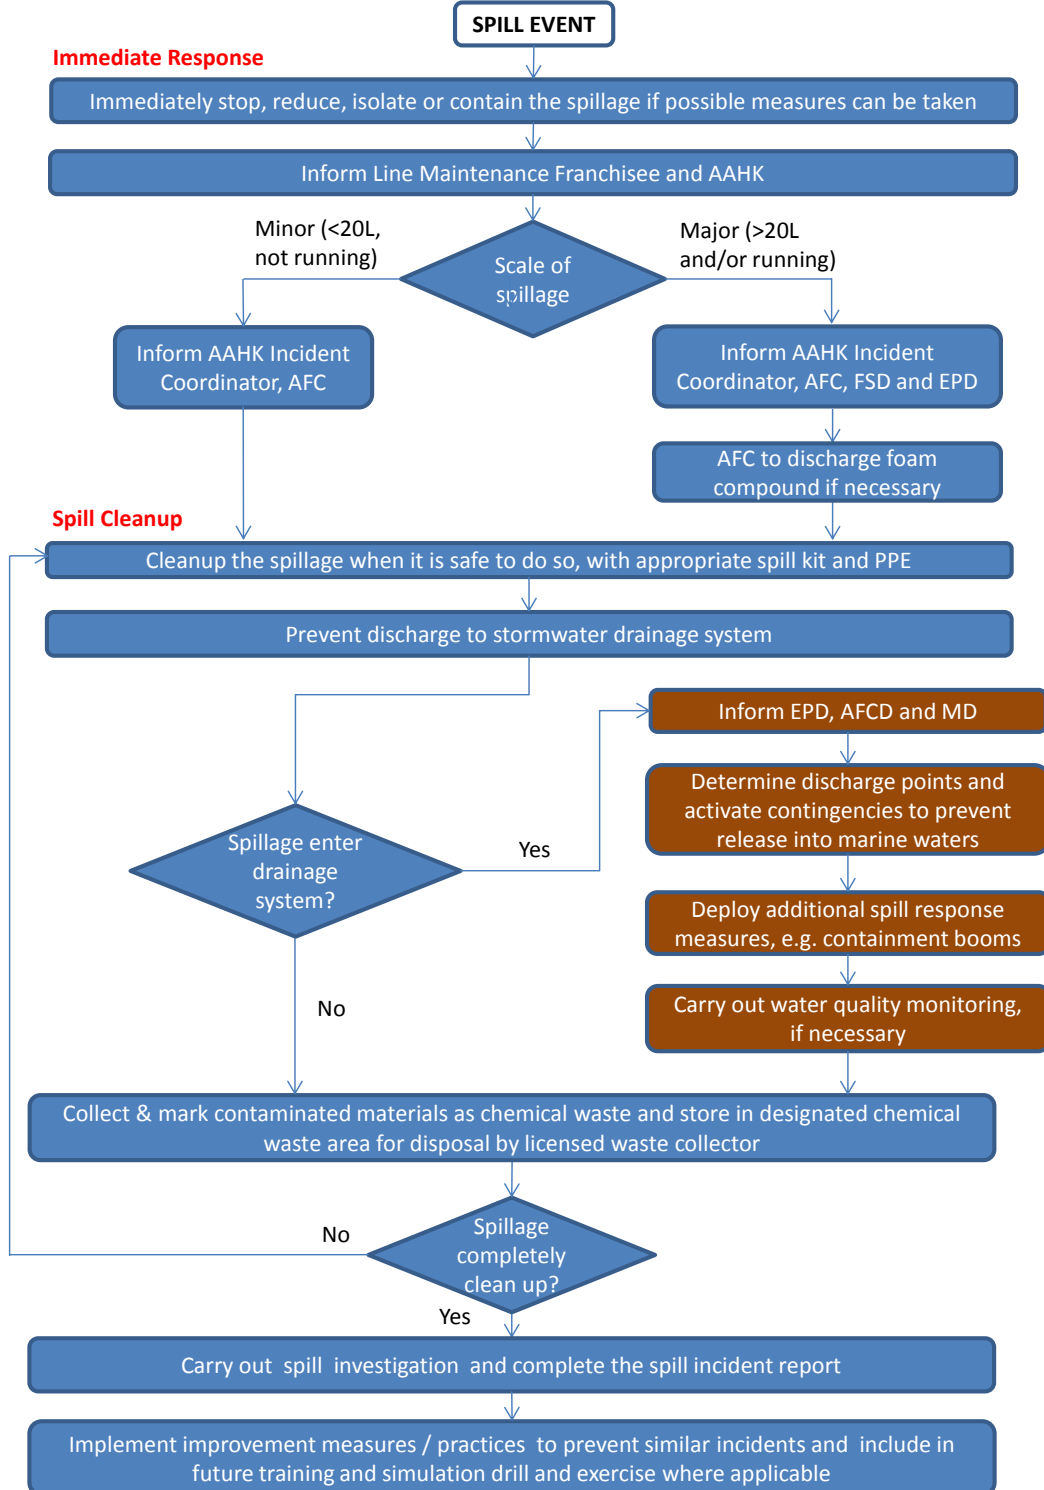 SPILL EVENT
Immediate Response
Immediately stop, reduce, isolate or contain the spillage if possible measures can be taken
Inform Line Maintenance Franchisee and AAHK
Minor (<20L,
not running)
Major (>20L
and/or running)
Scale of
spillage
Inform AAHK Incident
Coordinator, AFC
Inform AAHK Incident
Coordinator, AFC, FSD and EPD
AFC to discharge foam
compound if necessary
Spill Cleanup
Cleanup the spillage when it is safe to do so, with appropriate spill kit and PPE
Prevent discharge to stormwater drainage system
Inform EPD, AFCD and MD
Determine discharge points and
activate contingencies to prevent
release into marine waters
Spillage enter
drainage
system?
Yes
Deploy additional spill response
measures, e.g. containment booms
No
Carry out water quality monitoring,
if necessary
Collect & mark contaminated materials as chemical waste and store in designated chemical
waste area for disposal by licensed waste collector
No
Spillage
completely
clean up?
Yes
Carry out spill investigation and complete the spill incident report
Implement improvement measures / practices to prevent similar incidents and include in
future training and simulation drill and exercise where applicable